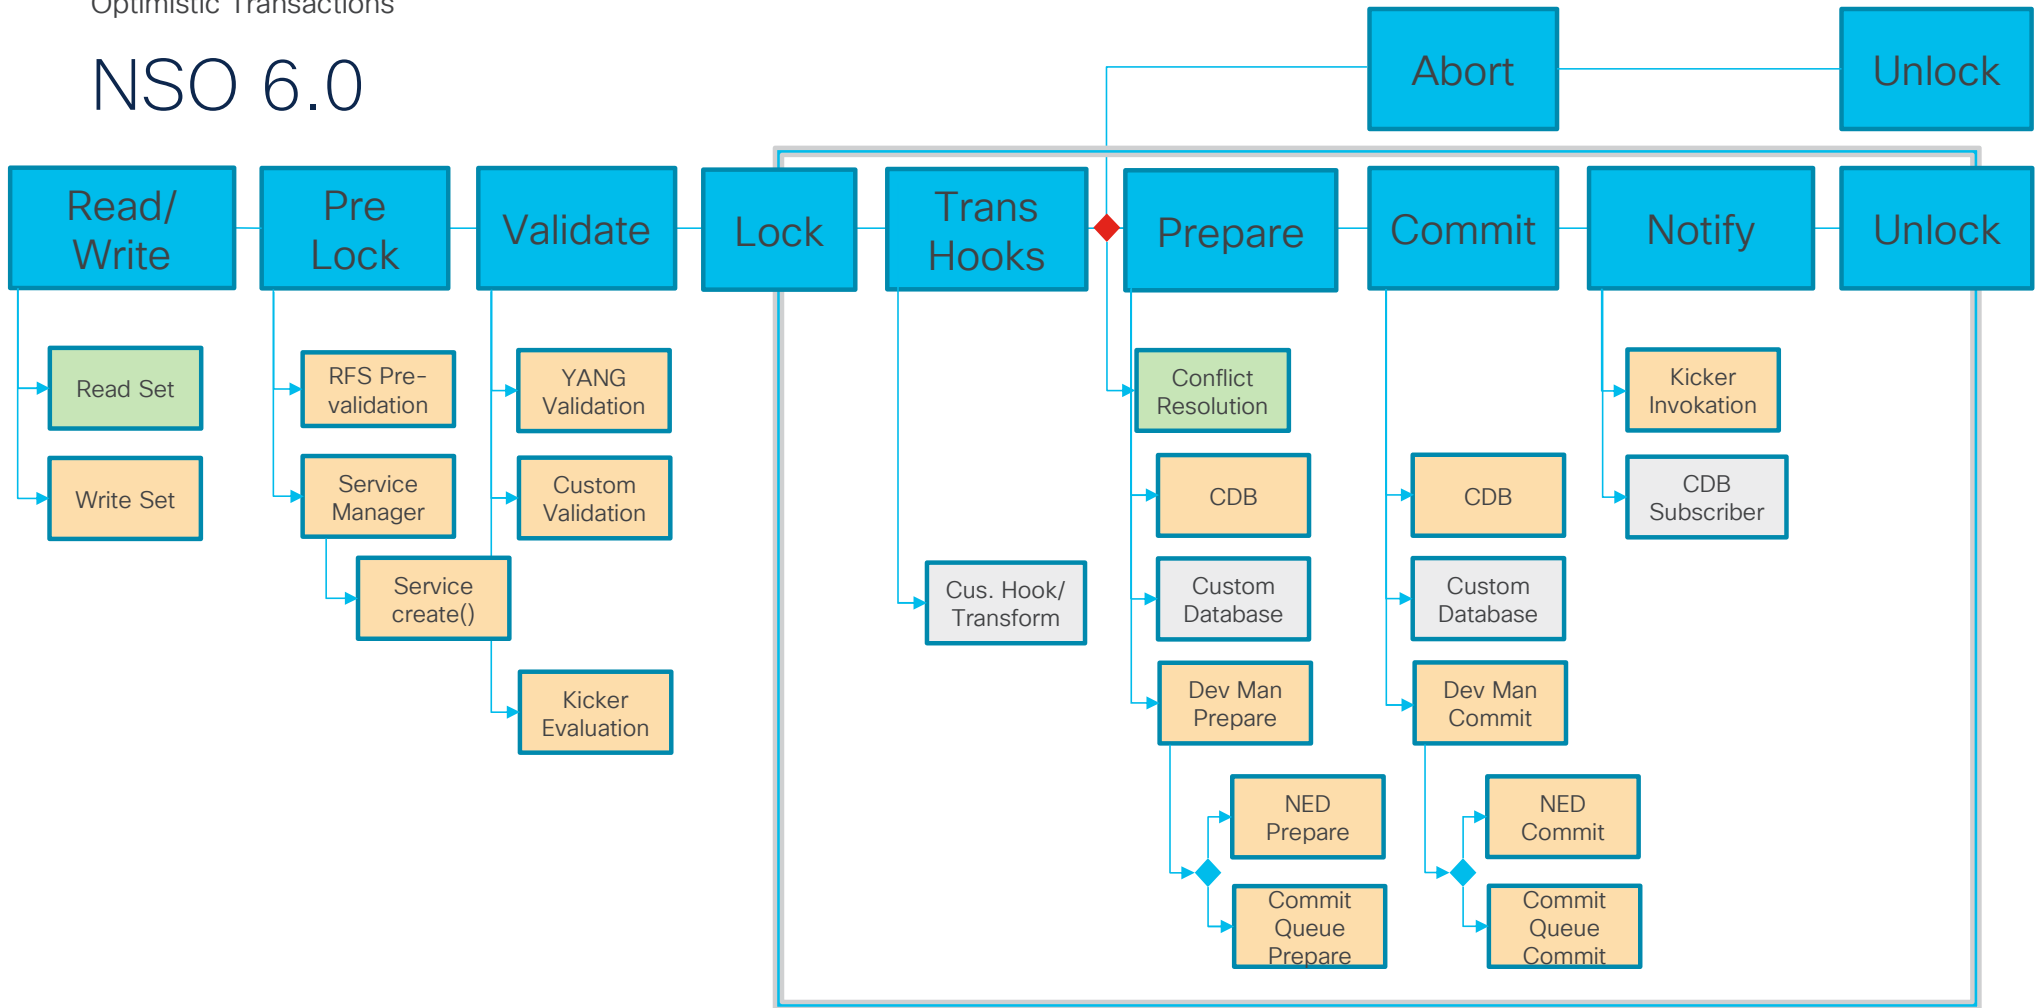 Optimistic Transactions
NSO 6.0
Abort
Unlock
Read/
Write
Pre
Lock
Validate
Lock
Trans
Hooks
Prepare
Commit
Notify
Unlock
Read Set
Write Set
RFS Pre-
validation
Service
Manager
Service
create()
YANG
Validation
Custom
Validation
Kicker
Evaluation
Cus. Hook/
Transform
Conflict
Resolution
CDB
Custom
Database
Dev Man
Prepare
NED
Prepare
Commit
Queue
Prepare
CDB
Custom
Database
Dev Man
Commit
NED
Commit
Commit
Queue
Commit
Kicker
Invokation
CDB
Subscriber